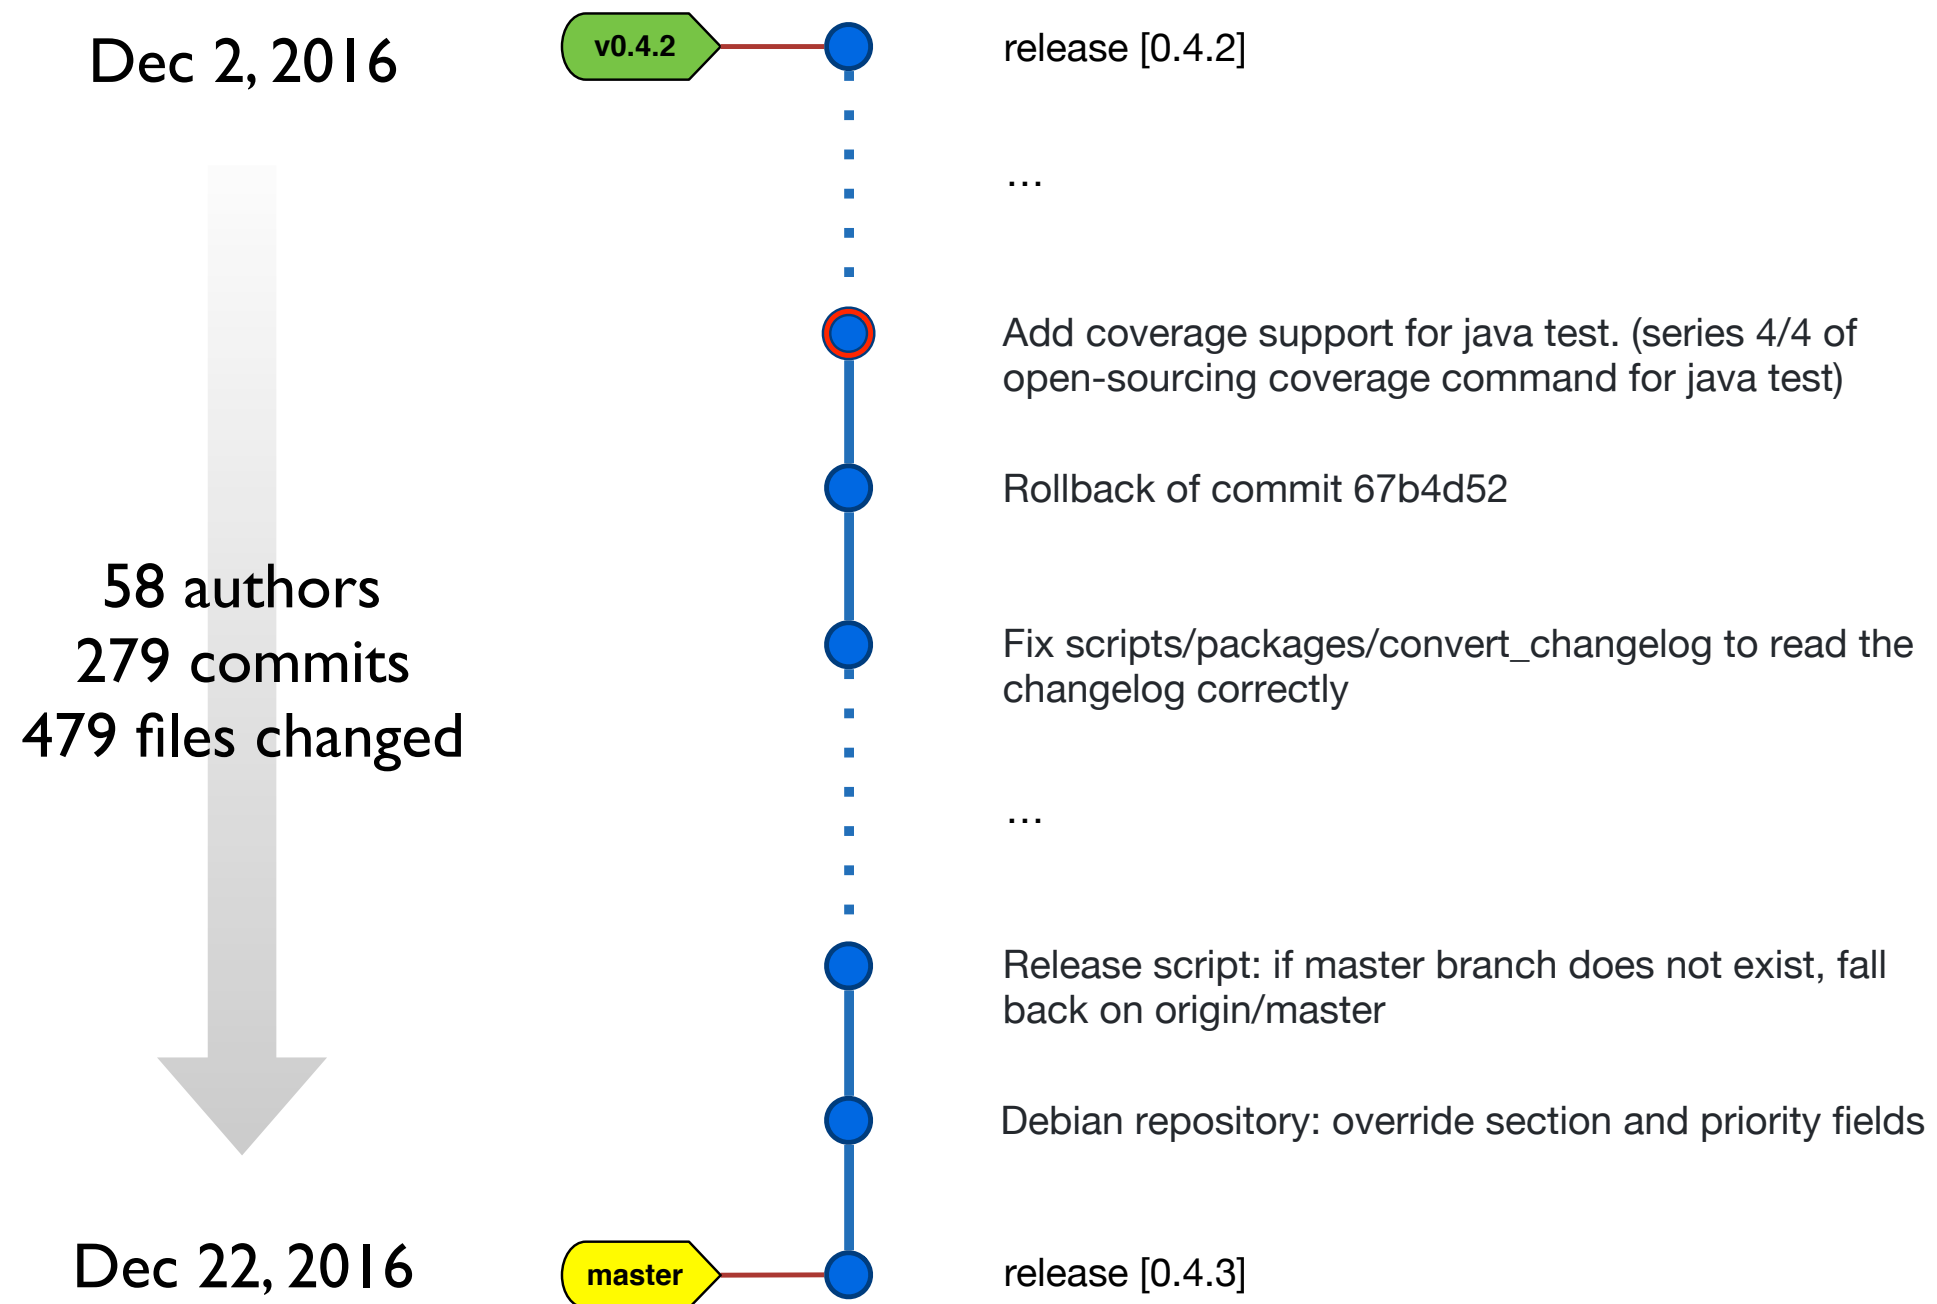 Dec 2, 2016
v0.4.2
release [0.4.2]
...
Add coverage support for java test. (series 4/4 of
open-sourcing coverage command for java test)
Rollback of commit 67b4d52
58 authors
279 commits
479 files changed
Fix scripts/packages/convert_changelog to read the
changelog correctly
...
Release script: if master branch does not exist, fall
back on origin/master
Debian repository: override section and priority fields
Dec 22, 2016
master
release [0.4.3]